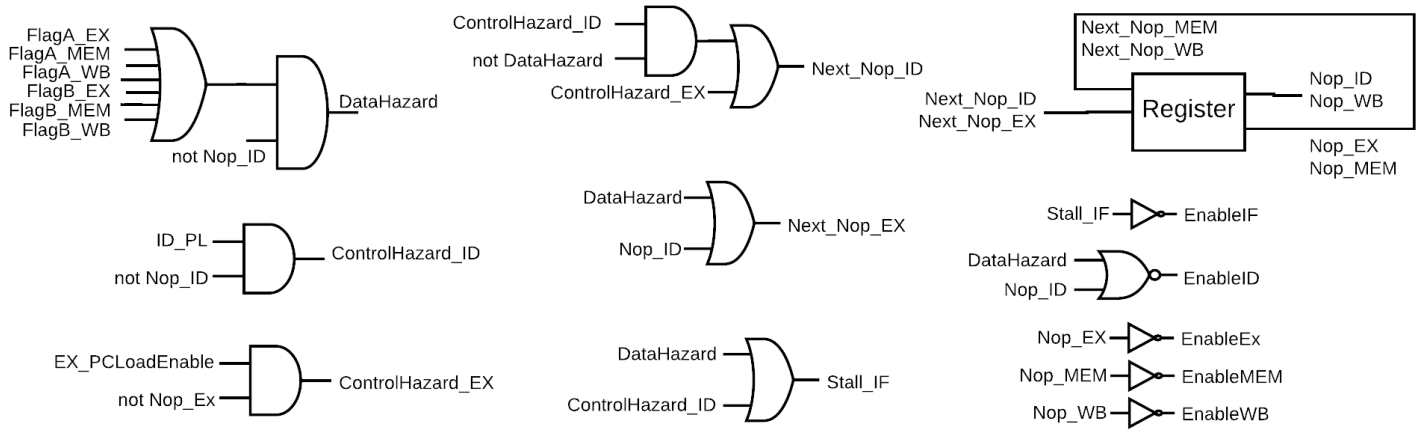 FlagA_EX
FlagA_MEM
FlagA_WB
FlagB_EX
FlagB_MEM
FlagB_WB
not Nop_ID
DataHazard
ControlHazard_ID
not DataHazard
ControlHazard_EX
Next_Nop_ID
Next_Nop_MEM
Next_Nop_WB
Next_Nop_ID
Next_Nop_EX
Register
Nop_ID
Nop_WB
Nop_EX
Nop_MEM
ID_PL
not Nop_ID
ControlHazard_ID
DataHazard
Nop_ID
Next_Nop_EX
Stall_IF
EnableIF
DataHazard
Nop_ID
EnableID
EX_PCLoadEnable
not Nop_Ex
ControlHazard_EX
DataHazard
ControlHazard_ID
Stall_IF
Nop_EX
EnableEx
Nop_MEM
EnableMEM
Nop_WB
EnableWB